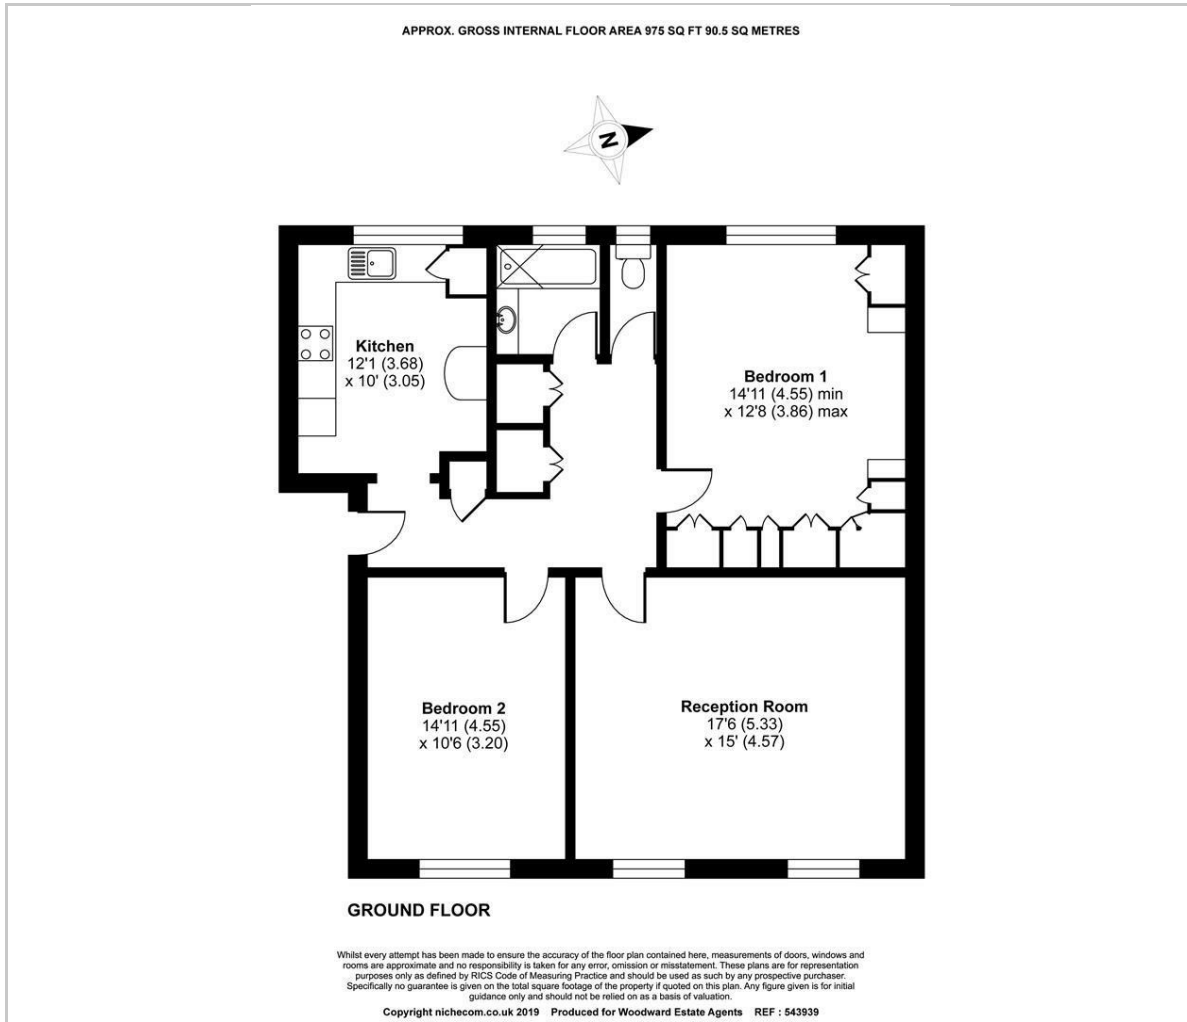 APPROX. GROSS INTERNAL FLOOR AREA 975 SQ FT 90.5 SQ METRES
N
Kitchen
12'1 (3.68)
x 10' (3.05)
Bedroom 1
14'11 (4.55) min
x 12'8 (3.86) max
Bedroom 2
14'11 (4.55)
x 10'6 (3.20)
Reception Room
17'6 (5.33)
x 15' (4.57)
GROUND FLOOR
Whilst every attempt has been made to ensure the accuracy of the floor plan contained here, measurements of doors, windows and
rooms are approximate and no responsibility is taken for any error, omission or misstatement. These plans are for representation
purposes only as defined by RICS Code of Measuring Practice and should be used as such by any prospective purchaser.
Specifically no guarantee is given on the total square footage of the property if quoted on this plan. Any figure given is for initial
guidance only and should not be relied on as a basis of valuation.
Copyright nichecom.co.uk 2019 Produced for Woodward Estate Agents REF : 543939